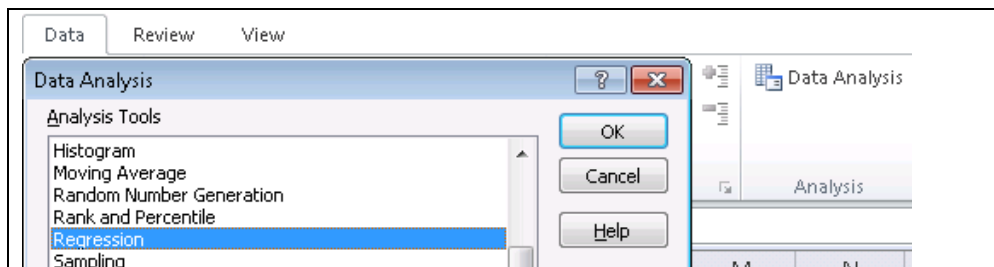 Data Review View
Data Analysis ?
Data Analysis
Analysis Tools
OK
Histogram
Moving Average
Cancel
Random Number Generation
Analysis
Rank and Percentile
Help
Regression
Sampling